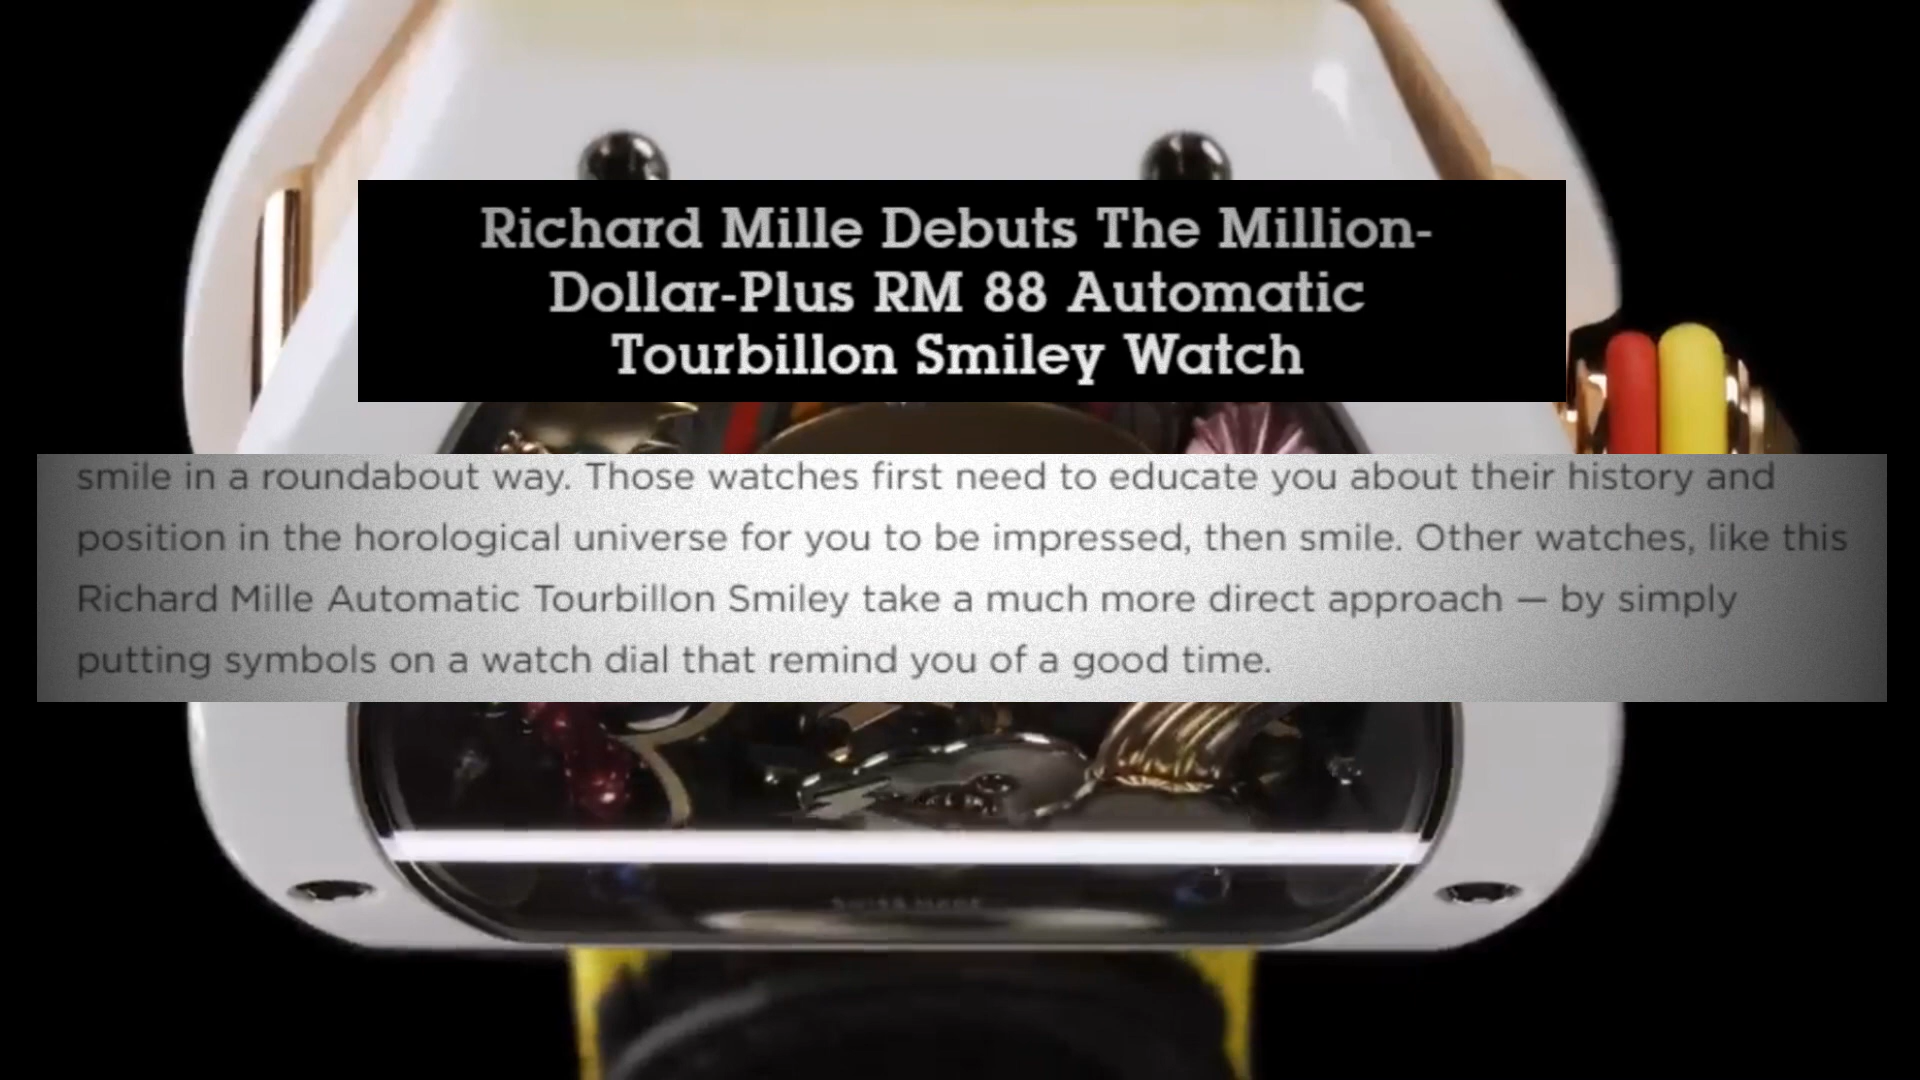 Richard Mille Debuts The Million-
Dollar-Plus RM 88 Automatic
Tourbillon Smiley Watch
smile in a roundabout way. Those watches first need to educate you about their history and
position in the horological universe for you to be impressed, then smile. Other watches, like this
Richard Mille Automatic Tourbillon Smiley take a much more direct approach — by simply
putting symbols on a watch dial that remind you of a good time.
SWISS MADE